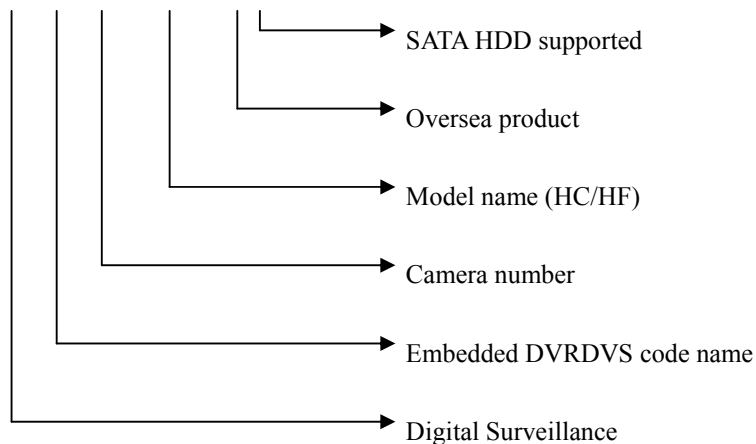 SATA HDD supported
Oversea product
Model name (HC/HF)
Camera number
Embedded DVRDVS code name
Digital Surveillance